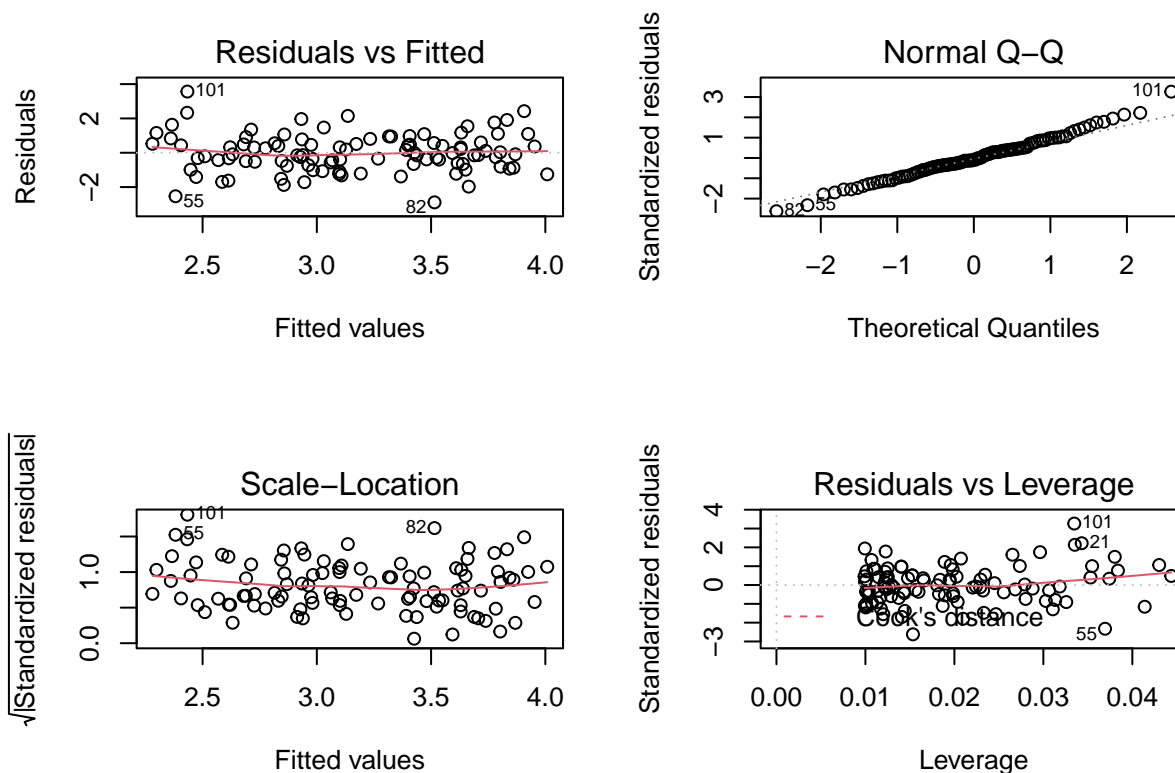 Residuals vs Fitted
Residuals
2
−2
101
55
82
2.5 3.0 3.5 4.0
Fitted values
Normal Q−Q
Standardized residuals
3
1
−2
101
82
55
−2 −1 0 1 2
Theoretical Quantiles
Scale−Location
√|Standardized residuals|
1.0
0.0
101
55
82
2.5 3.0 3.5 4.0
Fitted values
Residuals vs Leverage
Standardized residuals
4
2
0
−3
101
21
Cook's distance
55
0.00 0.01 0.02 0.03 0.04
Leverage